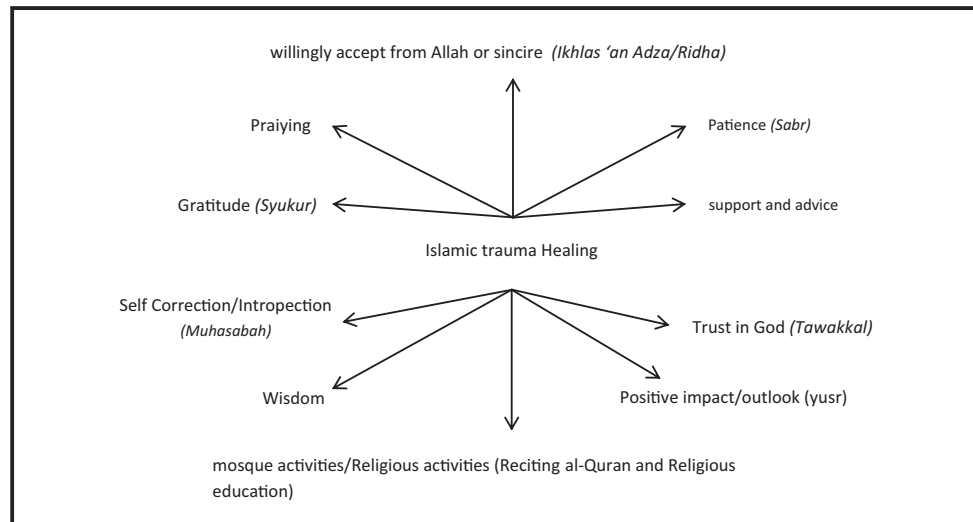 willingly accept from Allah or sincire (Ikhlas ‘an Adza/Ridha)
Praiying
Patience (Sabr)
Gratitude (Syukur)
support and advice
Islamic trauma Healing
Self Correction/Intropection
(Muhasabah)
Trust in God (Tawakkal)
Wisdom
Positive impact/outlook (yusr)
mosque activities/Religious activities (Reciting al-Quran and Religious
education)